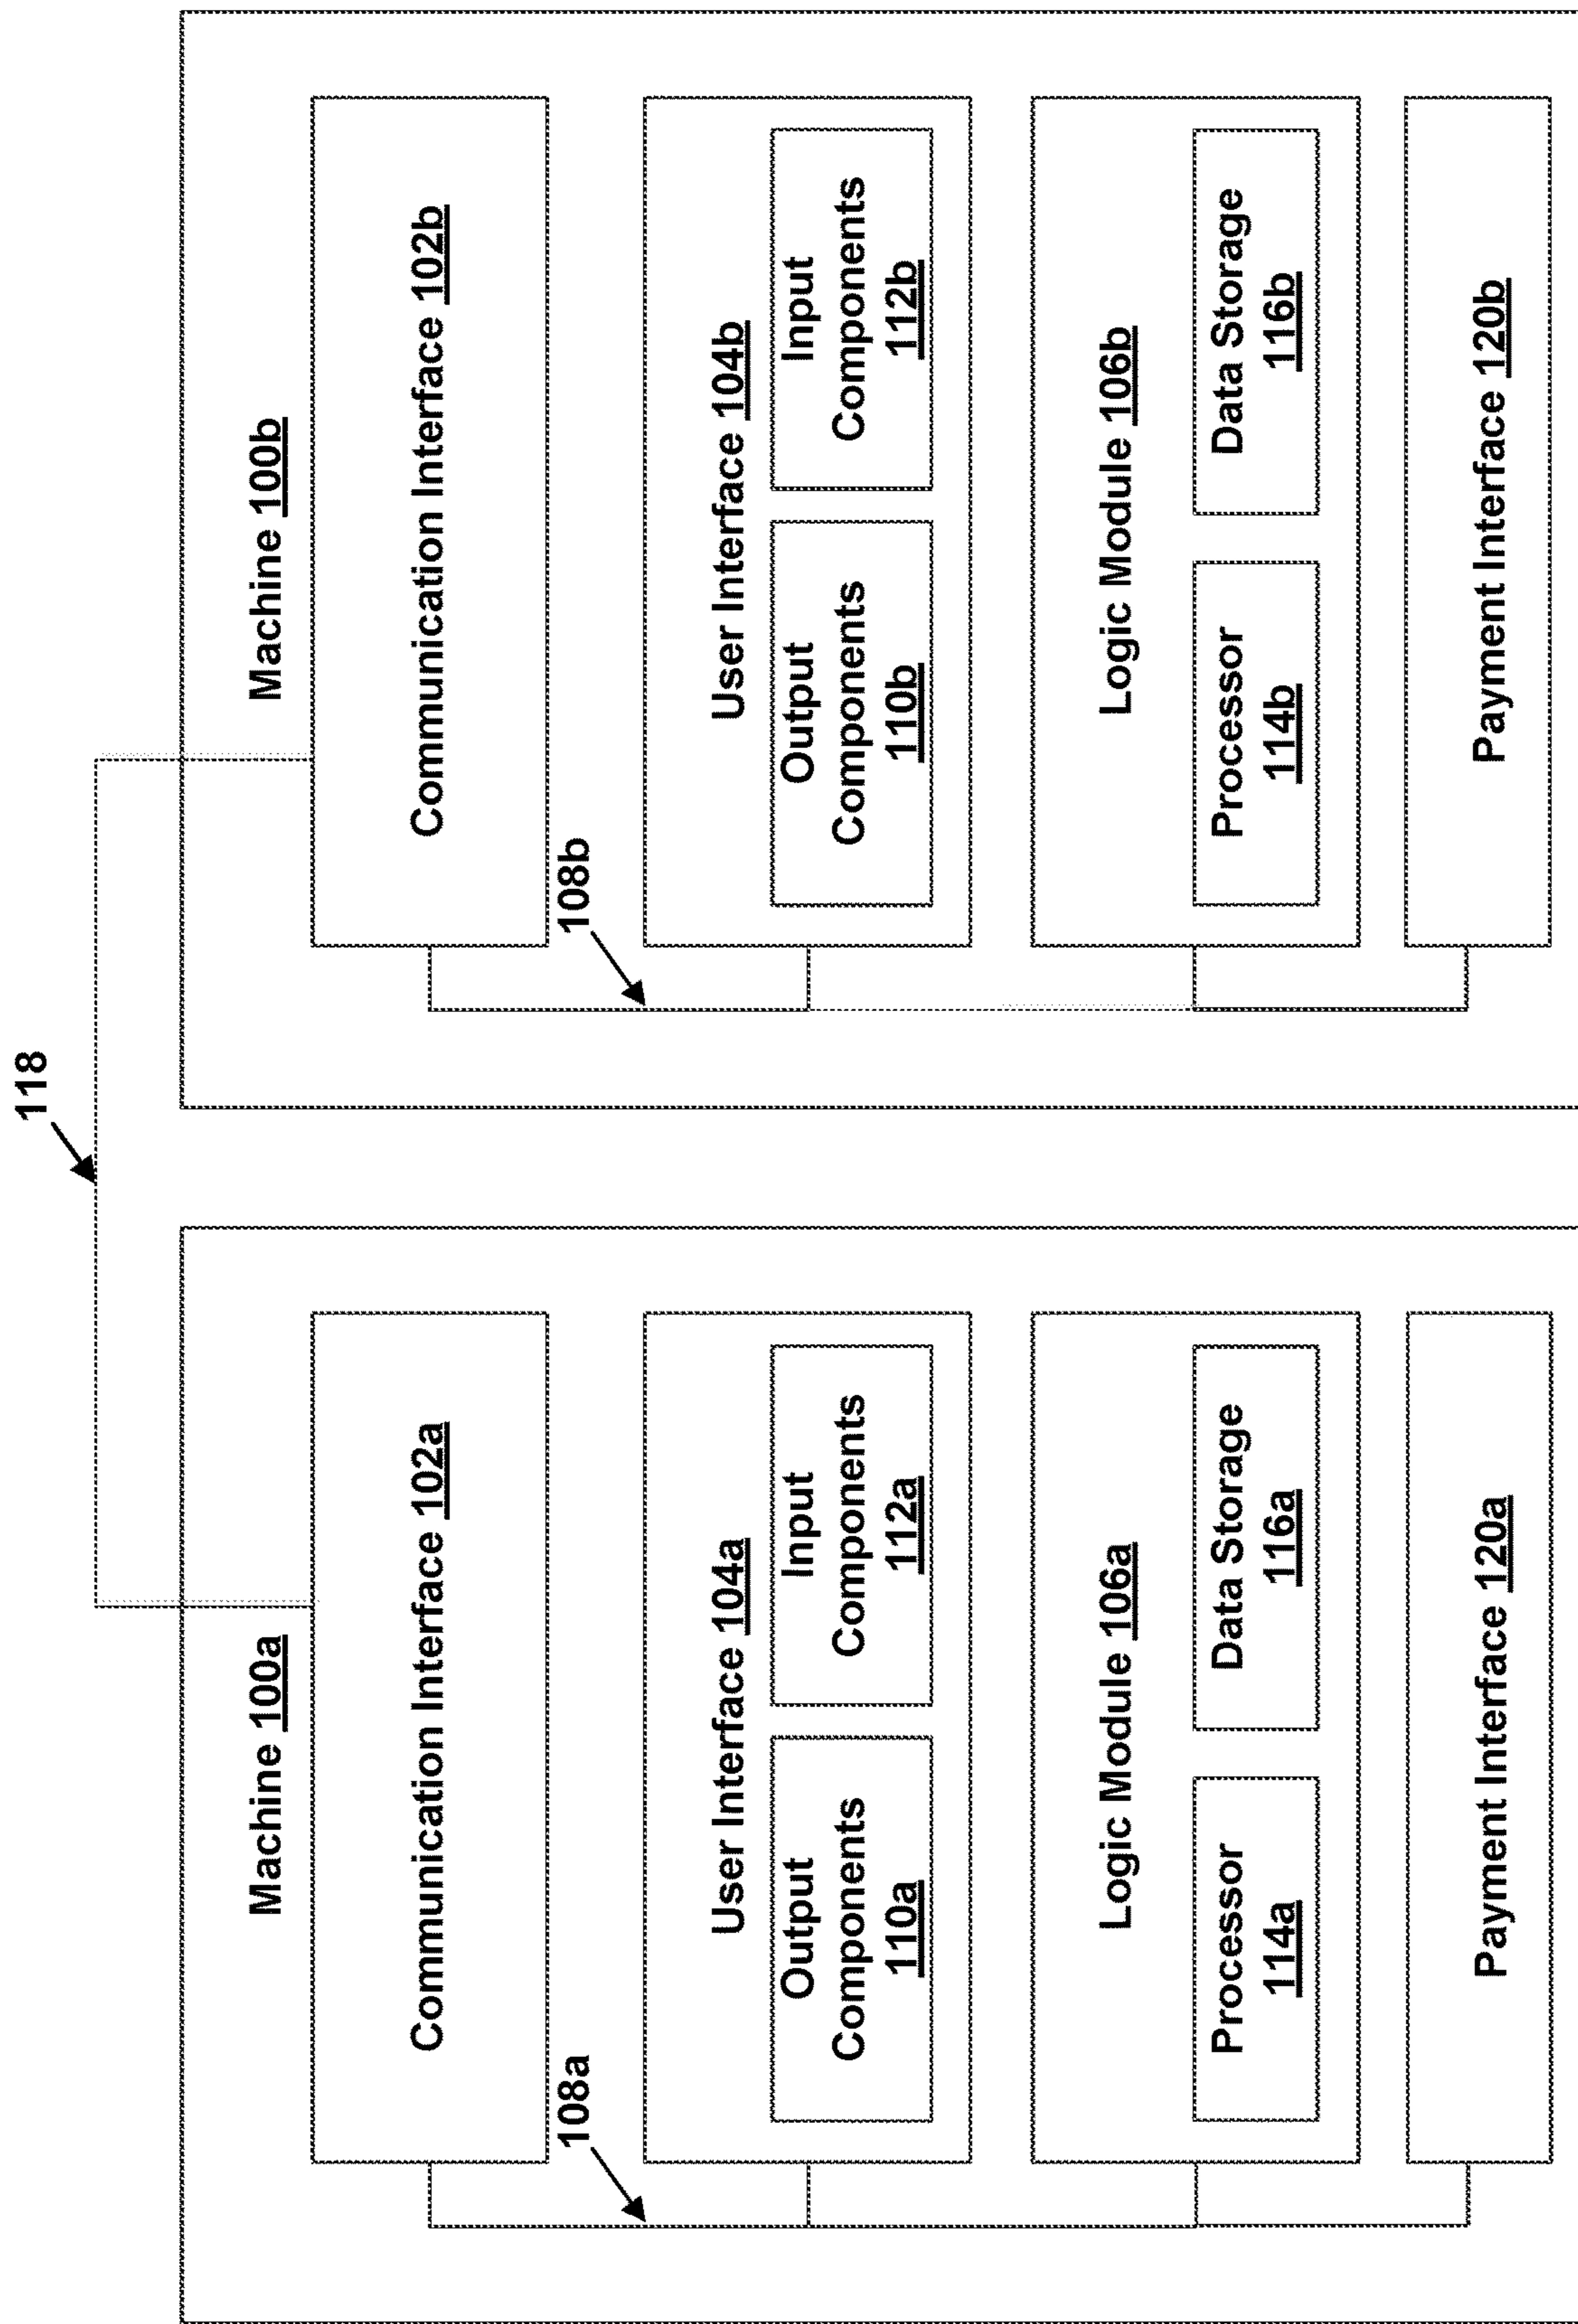 118
Machine 100a
Communication Interface 102a
108a
User Interface 104a
Output
Components
110a
Input
Components
112a
Logic Module 106a
Processor
114a
Data Storage
116a
Payment Interface 120a
Machine 100b
Communication Interface 102b
108b
User Interface 104b
Output
Components
110b
Input
Components
112b
Logic Module 106b
Processor
114b
Data Storage
116b
Payment Interface 120b